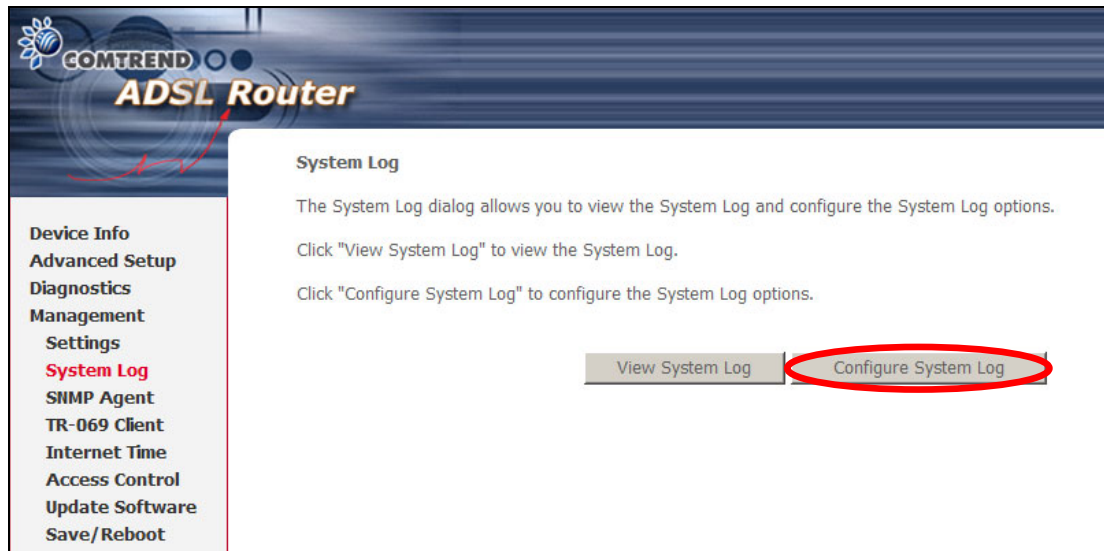 COMTREND
ADSL Router
System Log
The System Log dialog allows you to view the System Log and configure the System Log options.
Click "View System Log" to view the System Log.
Click "Configure System Log" to configure the System Log options.
View System Log
Configure System Log
Device Info
Advanced Setup
Diagnostics
Management
Settings
System Log
SNMP Agent
TR-069 Client
Internet Time
Access Control
Update Software
Save/Reboot